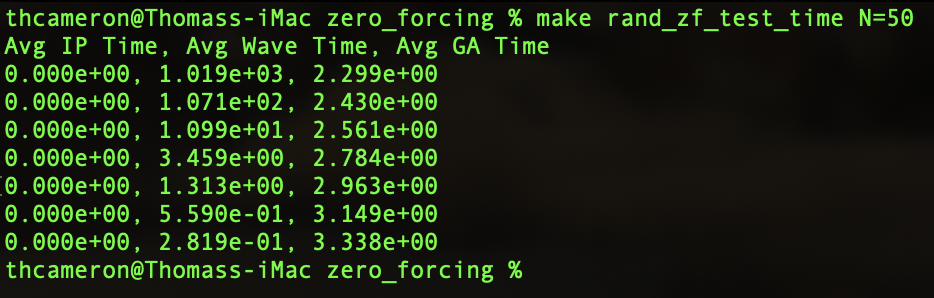 thcameron@Thomass-iMac zero_forcing % make rand_zf_test_time N=50
Avg IP Time, Avg Wave Time, Avg GA Time
0.000e+00, 1.019e+03, 2.299e+00
0.000e+00, 1.071e+02, 2.430e+00
0.000e+00, 1.099e+01, 2.561e+00
0.000e+00, 3.459e+00, 2.784e+00
0.000e+00, 1.313e+00, 2.963e+00
0.000e+00, 5.590e-01, 3.149e+00
0.000e+00, 2.819e-01, 3.338e+00
thcameron@Thomass-iMac zero_forcing %